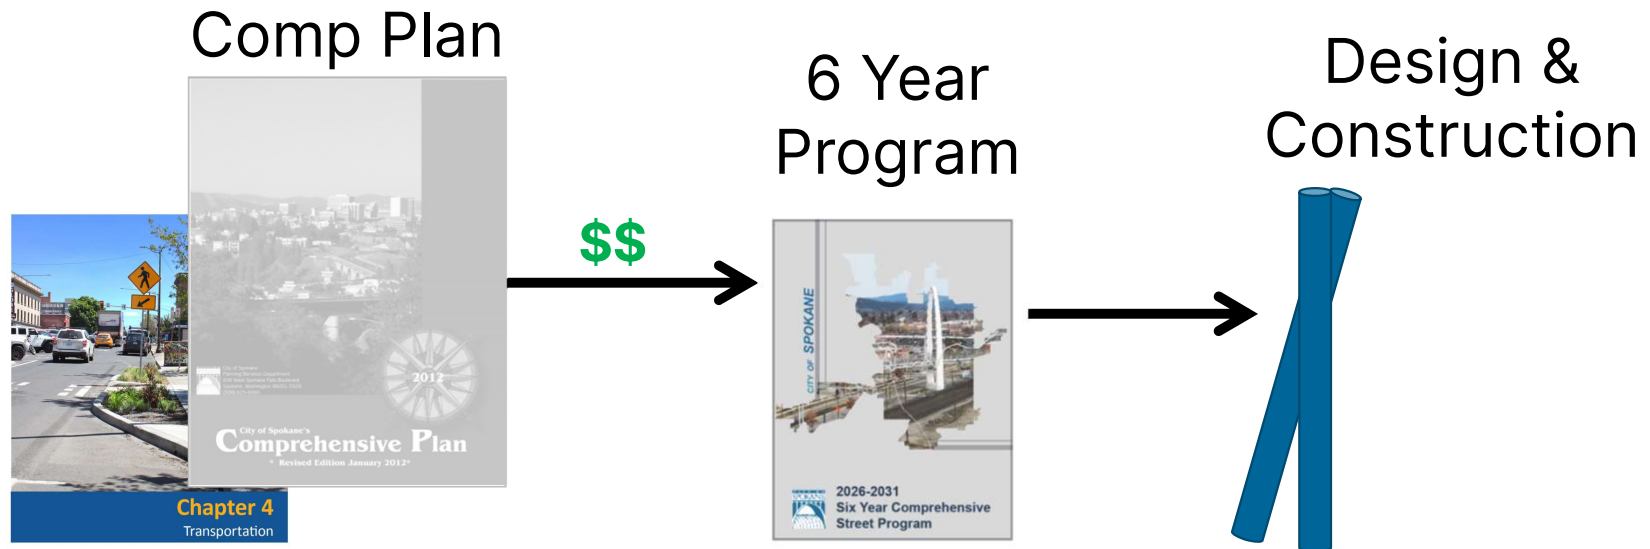 Comp Plan
6 Year
Program
Design &
Construction
$$
2012
City of Spokane's
Comprehensive Plan
* Revised Edition January 2012*
Chapter 4
Transportation
CITY OF SPOKANE
2026-2031
Six Year Comprehensive
Street Program